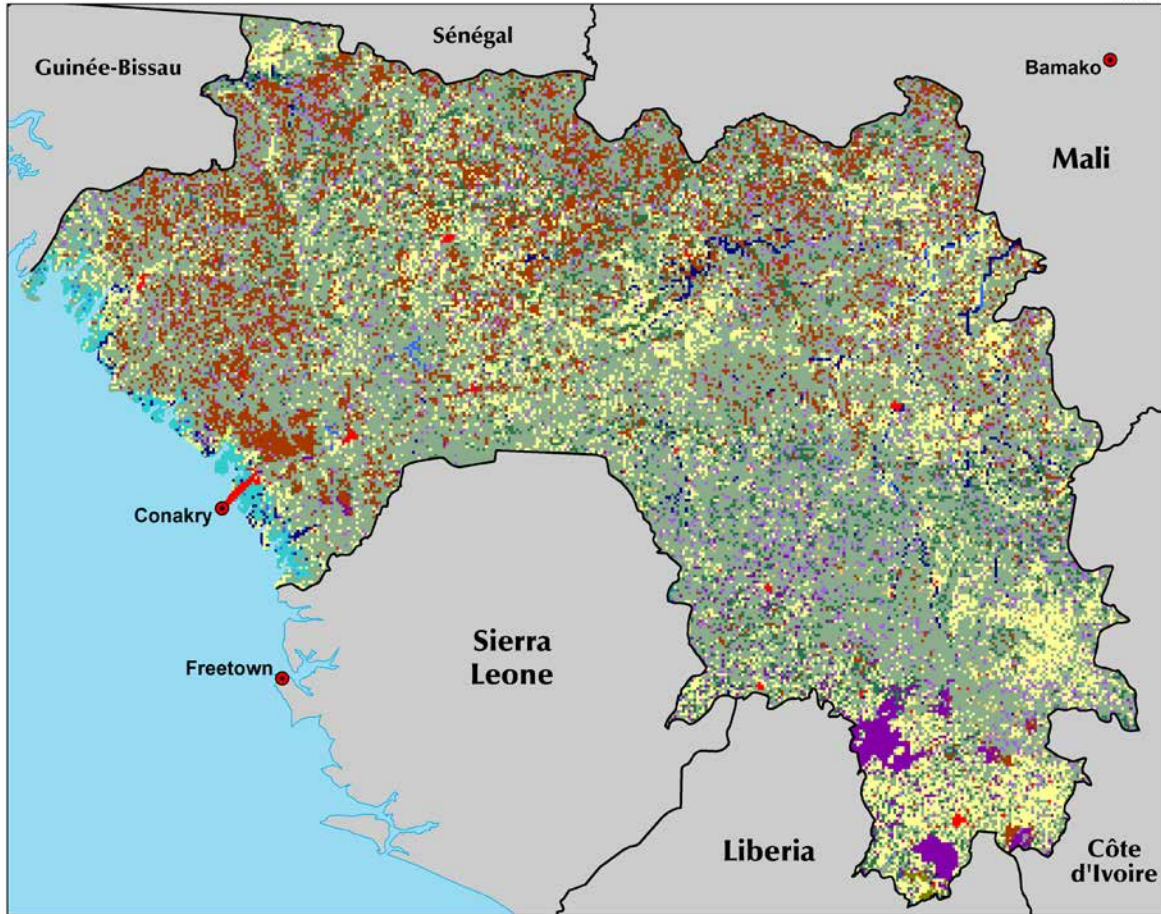 Sénégal
Guinée-Bissau
Bamako
Mali
Conakry
Sierra
Leone
Freetown
Liberia
Côte
d'Ivoire